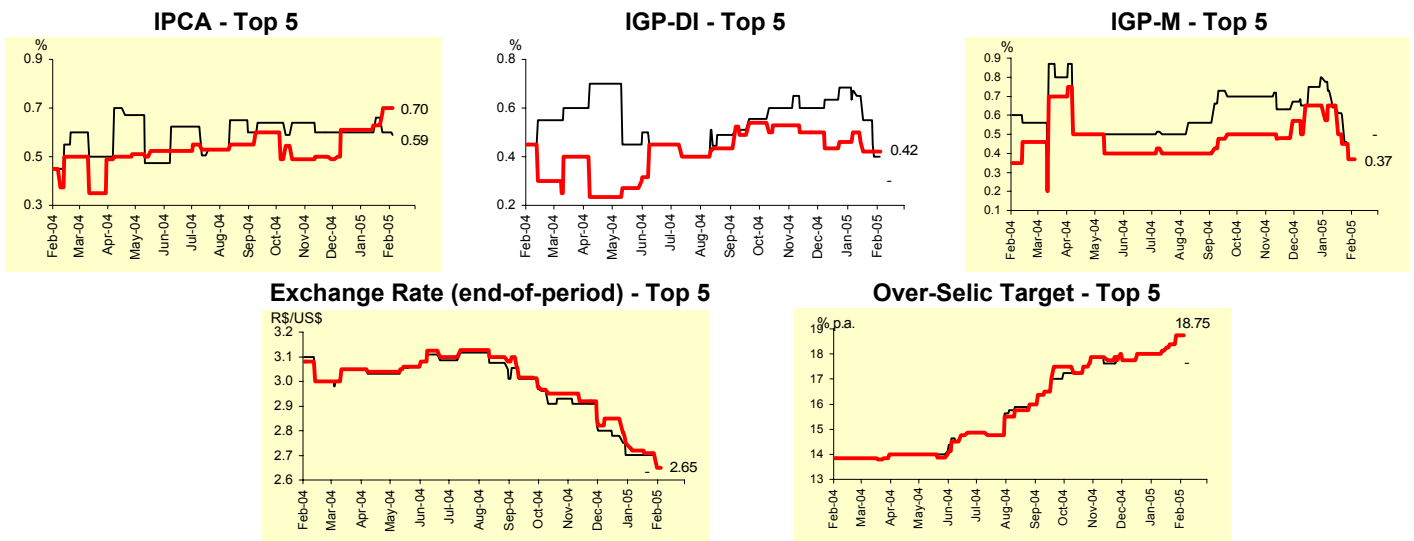 IPCA - Top 5
%
0.9
0.7
0.5
0.3
0.70
0.59
Feb-04
Mar-04
Apr-04
May-04
Jun-04
Jul-04
Aug-04
Sep-04
Oct-04
Nov-04
Dec-04
Jan-05
Feb-05
IGP-DI - Top 5
%
0.8
0.6
0.4
0.2
0.42
-
Feb-04
Mar-04
Apr-04
May-04
Jun-04
Jul-04
Aug-04
Sep-04
Oct-04
Nov-04
Dec-04
Jan-05
Feb-05
IGP-M - Top 5
%
0.9
0.8
0.7
0.6
0.5
0.4
0.3
0.2
0.1
-
0.37
Feb-04
Mar-04
Apr-04
May-04
Jun-04
Jul-04
Aug-04
Sep-04
Oct-04
Nov-04
Dec-04
Jan-05
Feb-05
Exchange Rate (end-of-period) - Top 5
R$/US$
3.2
3.1
3.0
2.9
2.8
2.7
2.6
2.65
-
Feb-04
Mar-04
Apr-04
May-04
Jun-04
Jul-04
Aug-04
Sep-04
Oct-04
Nov-04
Dec-04
Jan-05
Feb-05
Over-Selic Target - Top 5
% p.a.
19
18
17
16
15
14
13
18.75
-
Feb-04
Mar-04
Apr-04
May-04
Jun-04
Jul-04
Aug-04
Sep-04
Oct-04
Nov-04
Dec-04
Jan-05
Feb-05